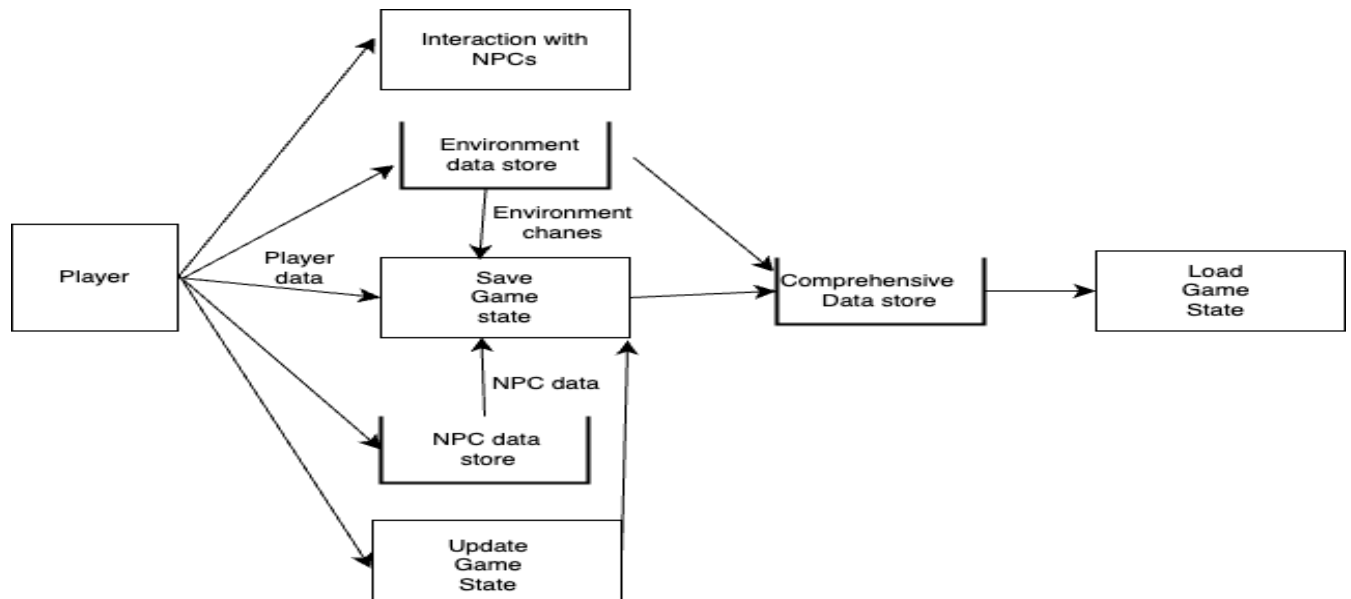 Interaction with
NPCs
Environment
data store
Environment
chanes
Player
Player
data
Save
Game
state
Comprehensive
Data store
Load
Game
State
NPC data
NPC data
store
Update
Game
State